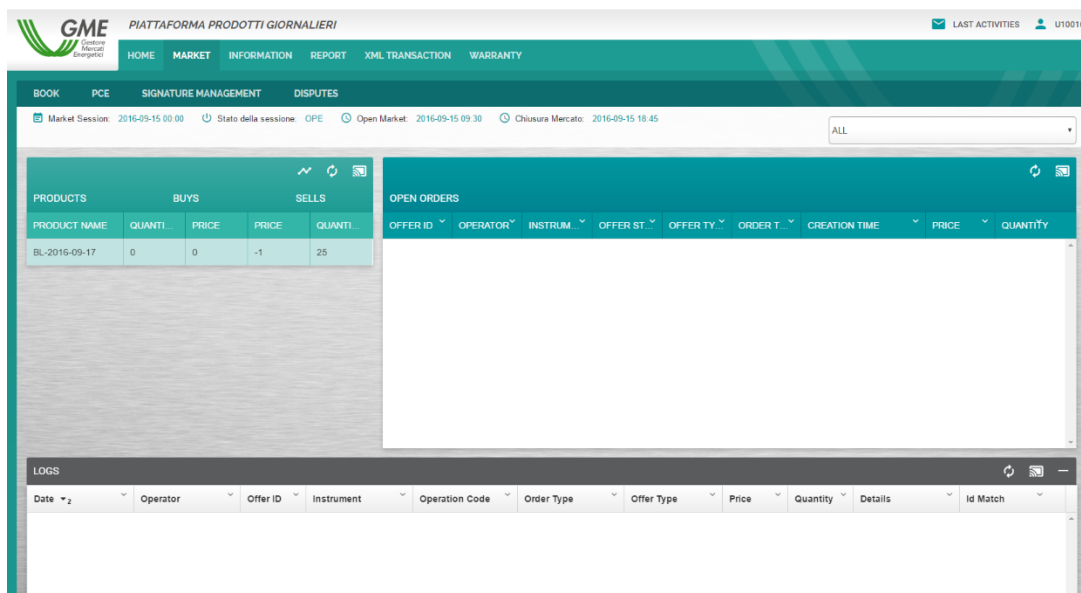 GME
Gestore
Mercati
Energetici
PIATTAFORMA PRODOTTI GIORNALIERI
LAST ACTIVITIES U10010
HOME MARKET INFORMATION REPORT XML TRANSACTION WARRANTY
BOOK PCE SIGNATURE MANAGEMENT DISPUTES
Market Session: 2016-09-15 00:00 Stato della sessione: OPE Open Market: 2016-09-15 09:30 Chiusura Mercato: 2016-09-15 18:45
ALL
PRODUCTS BUYS SELLS
PRODUCT NAME QUANTI... PRICE PRICE QUANTI...
BL-2016-09-17 0 0 -1 25
OPEN ORDERS
OFFER ID OPERATOR INSTRUM... OFFER ST... OFFER TY... ORDER T... CREATION TIME PRICE QUANTITY
LOGS
Date 2 Operator Offer ID Instrument Operation Code Order Type Offer Type Price Quantity Details Id Match